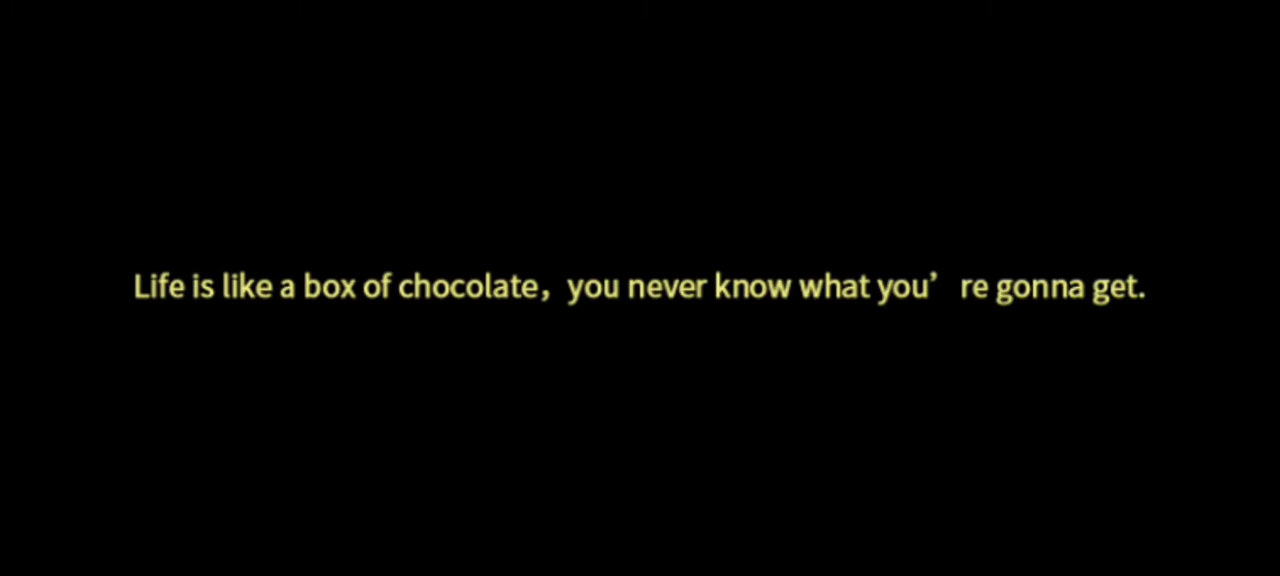 Life is like a box of chocolate，you never know what you’re gonna get.